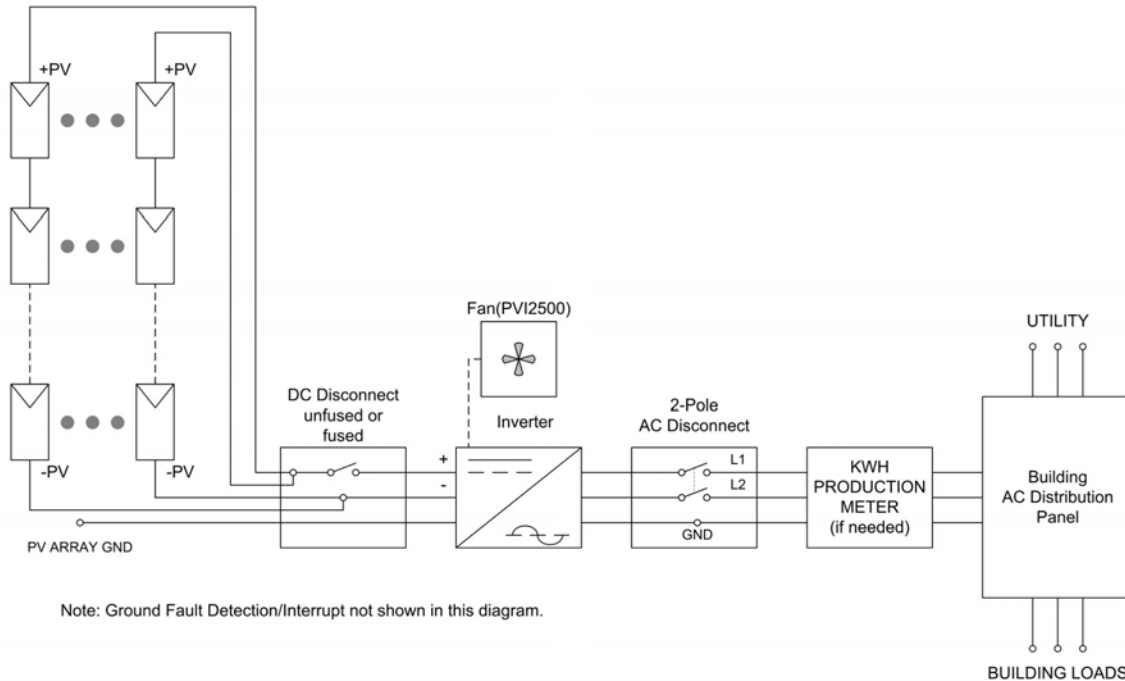 +PV
+PV
-PV
-PV
PV ARRAY GND
DC Disconnect
unfused or
fused
Fan(PVI2500)
Inverter
+
-
2-Pole
AC Disconnect
L1
L2
GND
KWH
PRODUCTION
METER
(if needed)
UTILITY
Building
AC Distribution
Panel
BUILDING LOADS
Note: Ground Fault Detection/Interrupt not shown in this diagram.